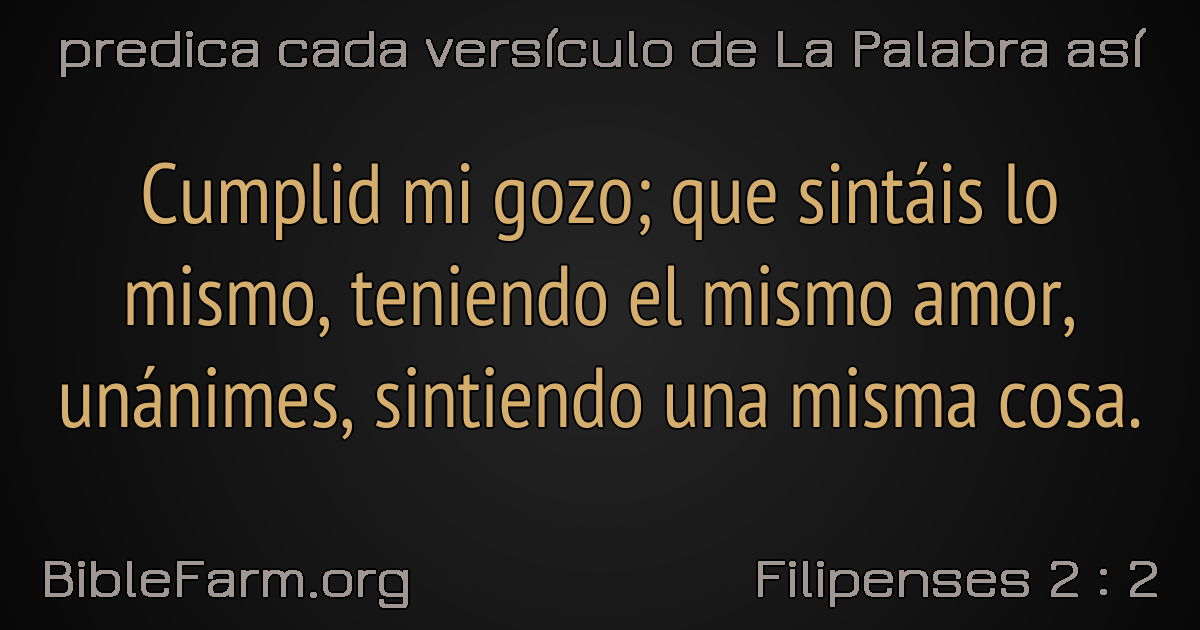 predica cada versículo de La Palabra así
Cumplid mi gozo; que sintáis lo
mismo, teniendo el mismo amor,
unánimes, sintiendo una misma cosa.
BibleFarm.org
Filipenses 2 : 2